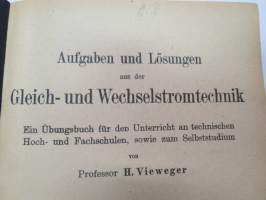 Aufgaben und Lösungen
aus der
Gleich- und Wechselstromtechnik
Ein Übungsbuch für den Unterricht an technischen
Hoch- und Fachschulen, sowie zum Selbststudium
von
Professor H. Vieweger